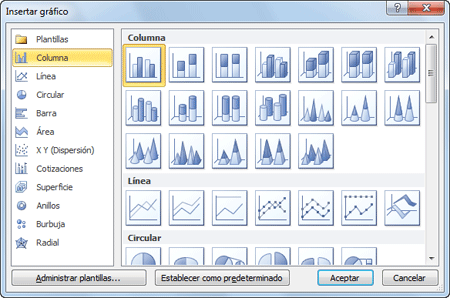 Insertar gráfico
Plantillas
Columna
Línea
Circular
Barra
Área
X Y (Dispersión)
Cotizaciones
Superficie
Anillos
Burbuja
Radial
Columna
Línea
Circular
Administrar plantillas...
Establecer como predeterminado
Aceptar
Cancelar